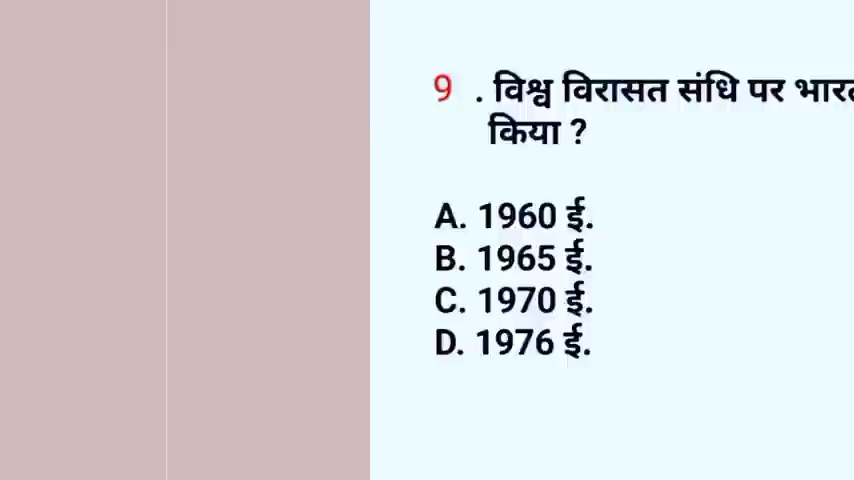 9 . विश्व विरासत संधि पर
किया ?
A. 1960 ई.
B. 1965 ई.
C. 1970 ई.
D. 1976 ई.